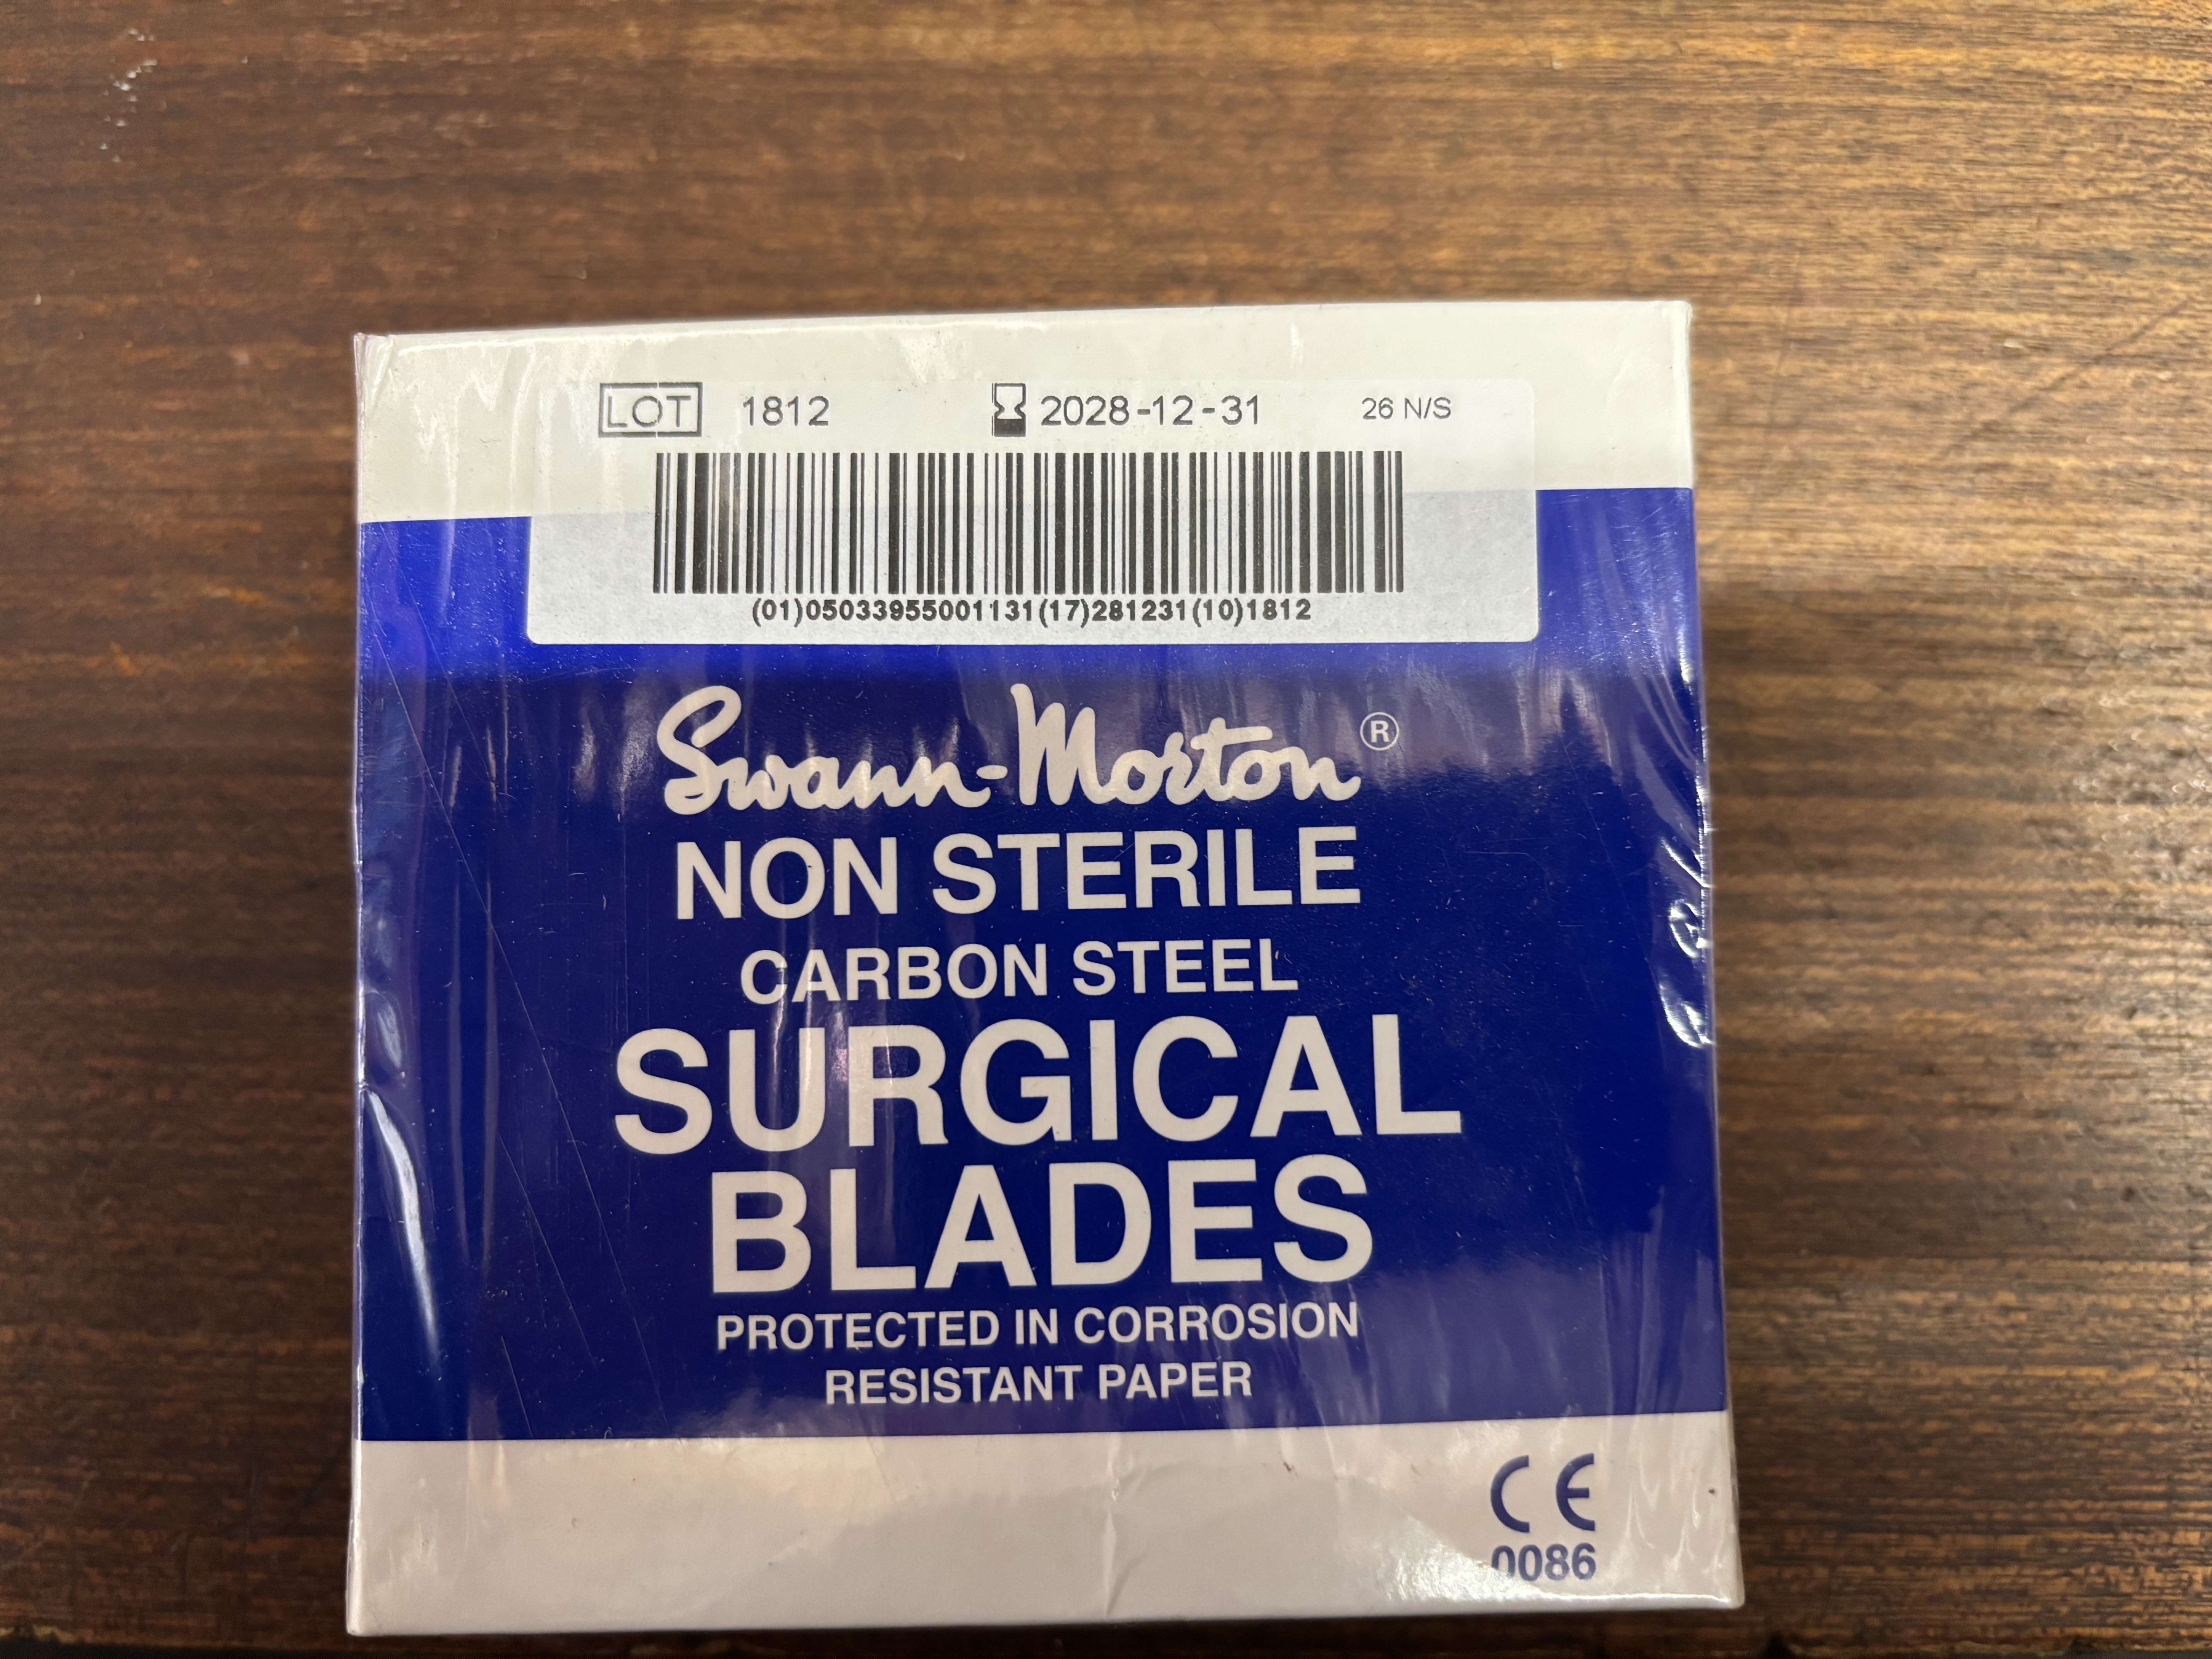 LOT 1812 2028-12-31 26 N/S
(01)05033955001131(17)281231(10)1812
Swann-Morton®
NON STERILE
CARBON STEEL
SURGICAL
BLADES
PROTECTED IN CORROSION
RESISTANT PAPER
CE
0086